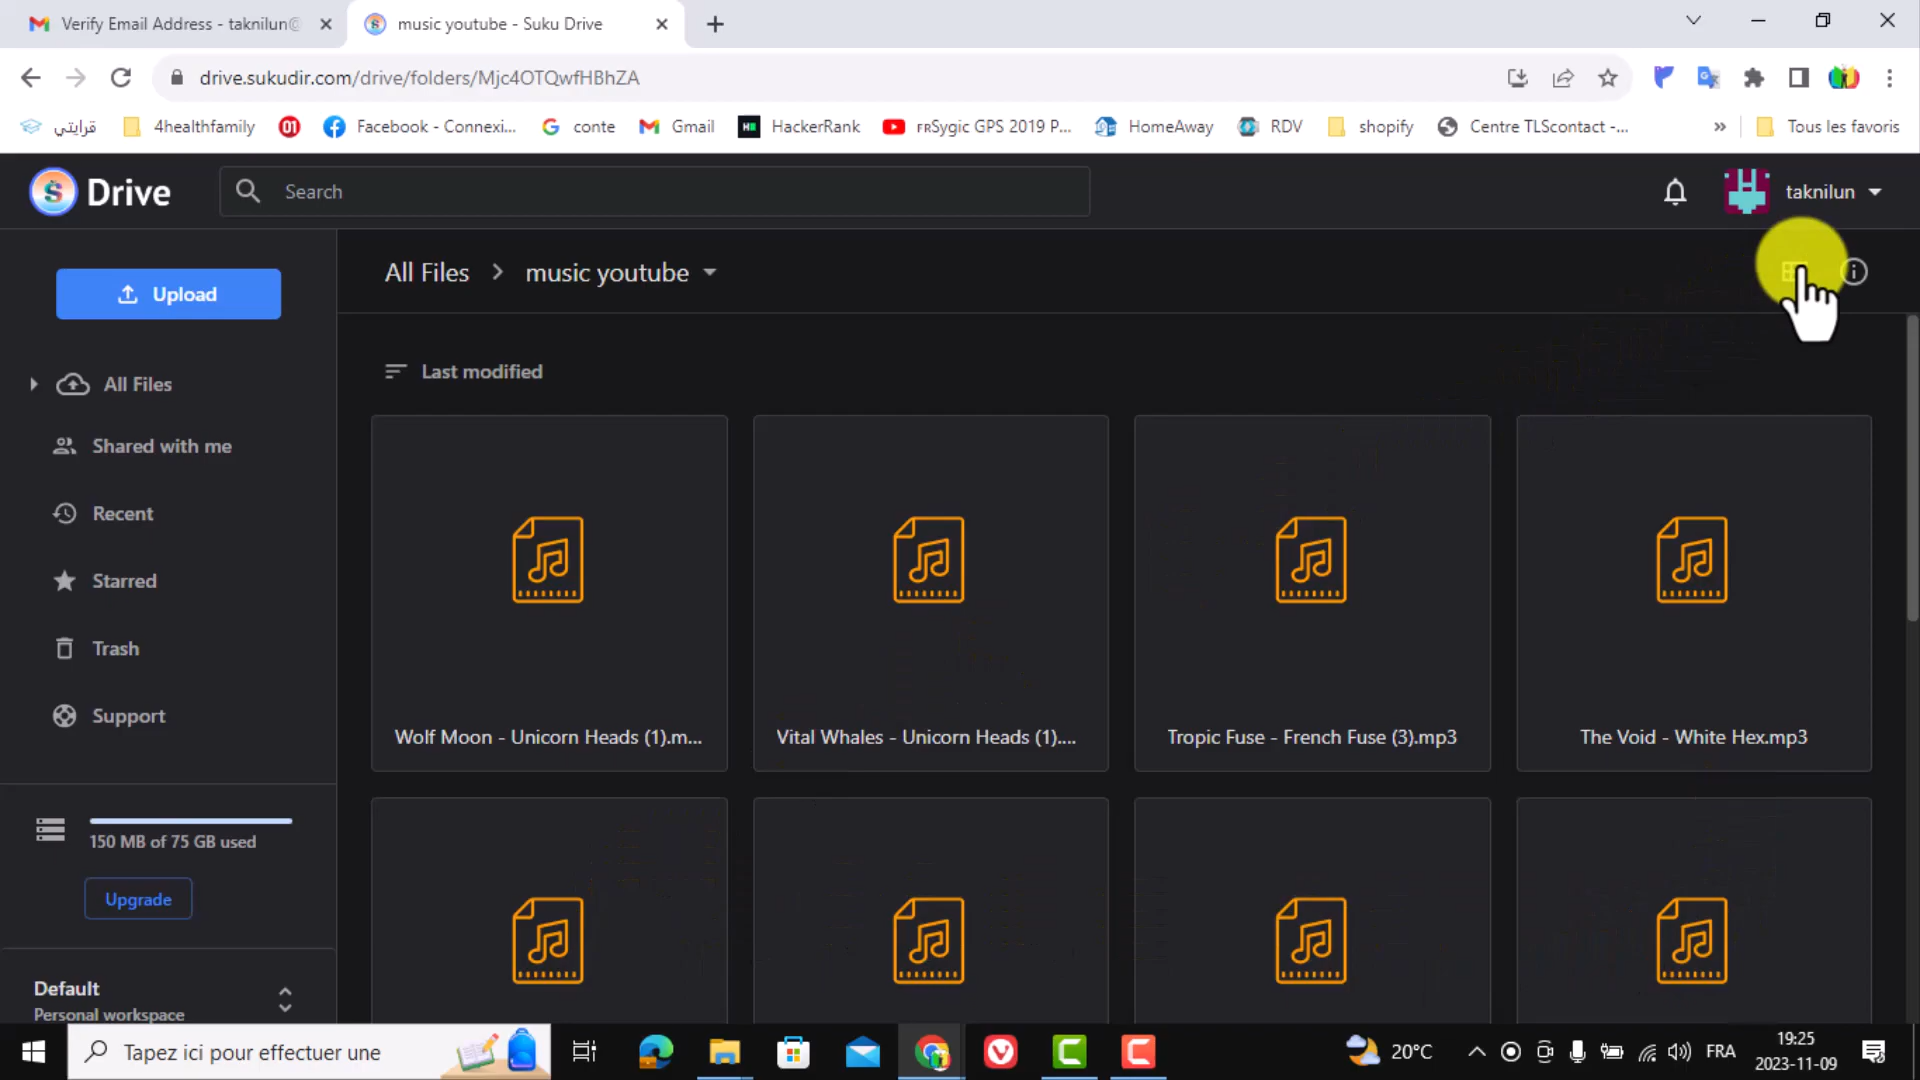 Verify Email Address - taknilun@
music youtube - Suku Drive
drive.sukudir.com/drive/folders/Mjc4OTQwfHBhZA
قرايتي
4healthfamily
01
Facebook - Connexi...
conte
Gmail
HackerRank
FRSygic GPS 2019 P...
HomeAway
RDV
shopify
Centre TLScontact -...
Tous les favoris
Drive
Search
taknilun
Upload
All Files
music youtube
All Files
Shared with me
Recent
Starred
Trash
Support
150 MB of 75 GB used
Upgrade
Default
Personal workspace
Last modified
Wolf Moon - Unicorn Heads (1).m...
Vital Whales - Unicorn Heads (1)....
Tropic Fuse - French Fuse (3).mp3
The Void - White Hex.mp3
Tapez ici pour effectuer une
20°C
FRA
19:25
2023-11-09